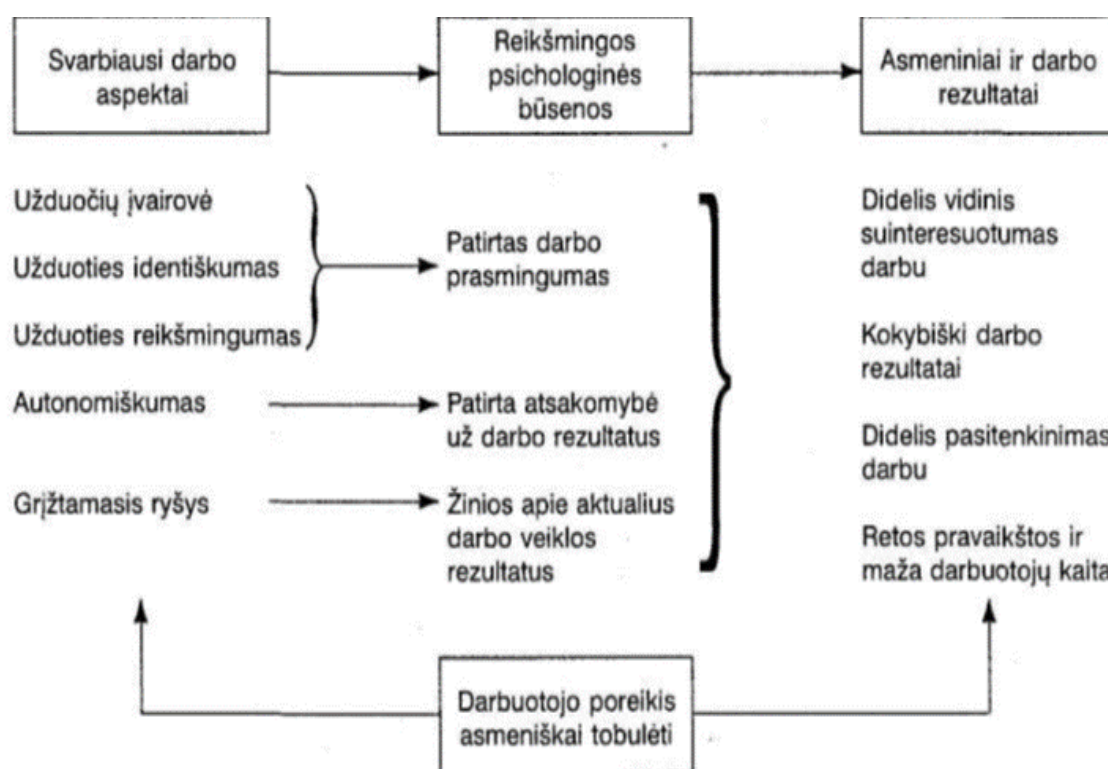 Svarbiausi darbo
aspektai
Reikšmingos
psichologinės
būsenos
Asmeniniai ir darbo
rezultatai
Užduočių įvairovė
Užduoties identiškumas
Užduoties reikšmingumas
Autonomiškumas
Grįžtamasis ryšys
Patirtas darbo
prasmingumas
Patirta atsakomybė
už darbo rezultatus
Žinios apie aktualius
darbo veiklos
rezultatus
Didelis vidinis
suinteresuotumas
darbu
Kokybiški darbo
rezultatai
Didelis pasitenkinimas
darbu
Retos pravaikštos ir
maža darbuotojų kaita
Darbuotojo poreikis
asmeniškai tobulėti